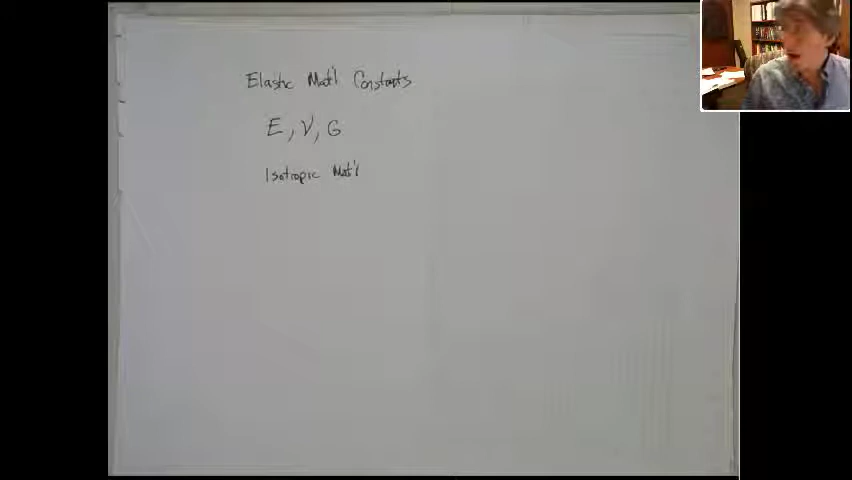 Elastic Mat'l Constants
E, ν, G
Isotropic Mat'l